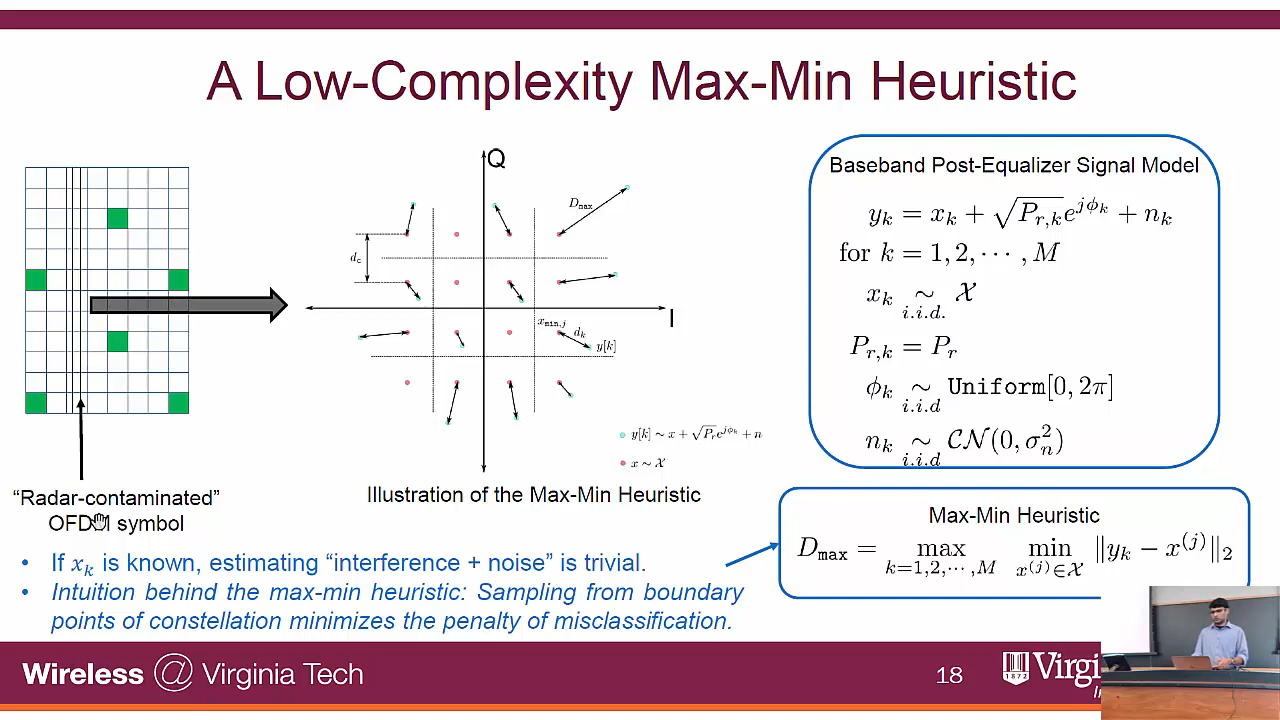 A Low-Complexity Max-Min Heuristic
Q
I
D_max
d_c
x_min,j
d_k
y[k]
y[k] ∼ x + √P_r e^{jϕ_k} + n
x ∼ 𝒳
Illustration of the Max-Min Heuristic
"Radar-contaminated"
symbol
Baseband Post-Equalizer Signal Model
y_k = x_k + √P_{r,k} e^{jϕ_k} + n_k
for k = 1, 2, ⋯ , M
x_k ∼ 𝒳
i.i.d.
P_{r,k} = P_r
ϕ_k ∼ Uniform[0, 2π]
i.i.d
n_k ∼ 𝒞𝒩(0, σ_n^2)
i.i.d
Max-Min Heuristic
D_max = max min ‖y_k − x^{(j)}‖_2
k=1,2,⋯,M x^{(j)}∈𝒳
• If x_k is known, estimating "interference + noise" is trivial.
• Intuition behind the max-min heuristic: Sampling from boundary
points of constellation minimizes the penalty of misclassification.
Wireless @ Virginia Tech
18
1872